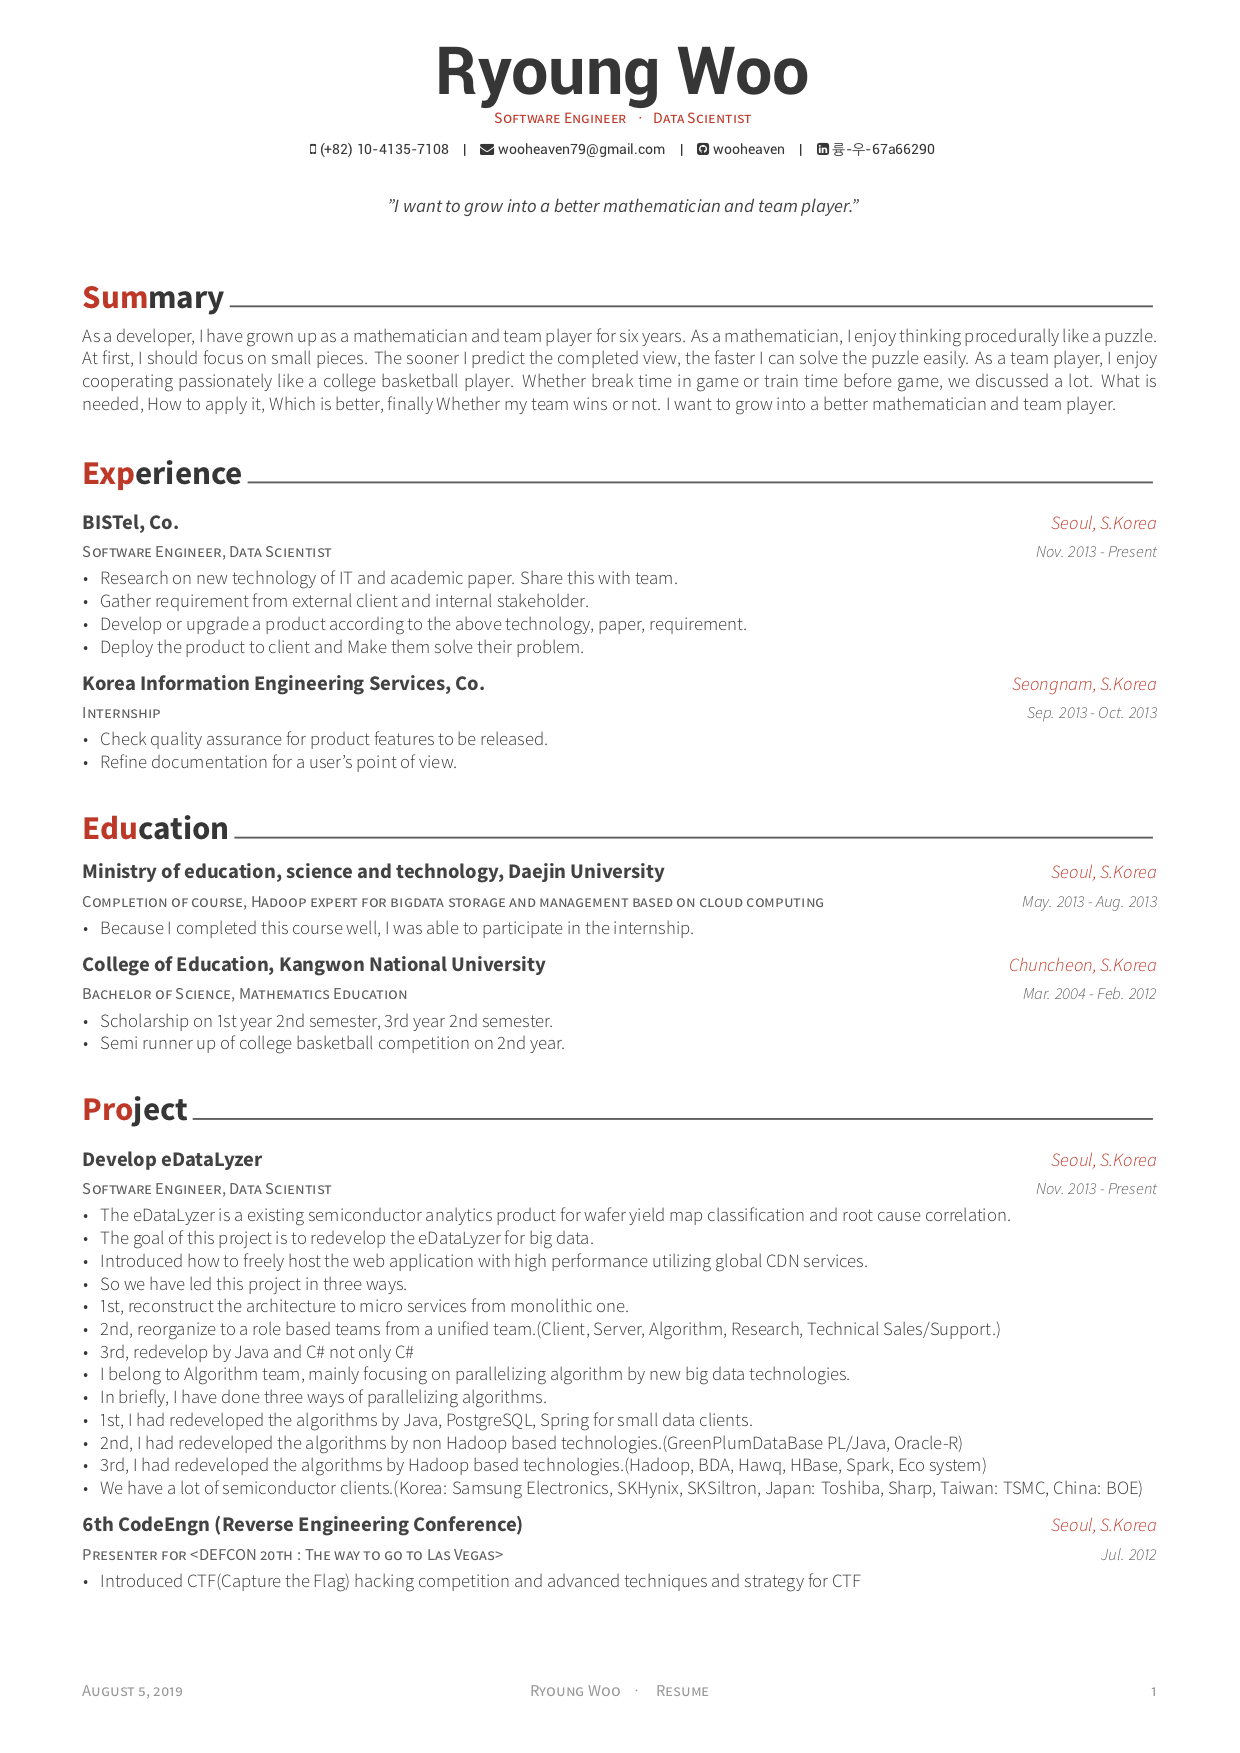 Ryoung Woo
Software Engineer · Data Scientist
(+82) 10-4135-7108 | wooheaven79@gmail.com | wooheaven | 륭-우-67a66290
”I want to grow into a better mathematician and team player.”
Summary
As a developer, I have grown up as a mathematician and team player for six years. As a mathematician, I enjoy thinking procedurally like a puzzle.
At first, I should focus on small pieces. The sooner I predict the completed view, the faster I can solve the puzzle easily. As a team player, I enjoy
cooperating passionately like a college basketball player. Whether break time in game or train time before game, we discussed a lot. What is
needed, How to apply it, Which is better, finally Whether my team wins or not. I want to grow into a better mathematician and team player.
Experience
BISTel, Co. Seoul, S.Korea
Software Engineer, Data Scientist Nov. 2013 - Present
• Research on new technology of IT and academic paper. Share this with team.
• Gather requirement from external client and internal stakeholder.
• Develop or upgrade a product according to the above technology, paper, requirement.
• Deploy the product to client and Make them solve their problem.
Korea Information Engineering Services, Co. Seongnam, S.Korea
Internship Sep. 2013 - Oct. 2013
• Check quality assurance for product features to be released.
• Refine documentation for a user’s point of view.
Education
Ministry of education, science and technology, Daejin University Seoul, S.Korea
Completion of course, Hadoop expert for bigdata storage and management based on cloud computing May. 2013 - Aug. 2013
• Because I completed this course well, I was able to participate in the internship.
College of Education, Kangwon National University Chuncheon, S.Korea
Bachelor of Science, Mathematics Education Mar. 2004 - Feb. 2012
• Scholarship on 1st year 2nd semester, 3rd year 2nd semester.
• Semi runner up of college basketball competition on 2nd year.
Project
Develop eDataLyzer Seoul, S.Korea
Software Engineer, Data Scientist Nov. 2013 - Present
• The eDataLyzer is a existing semiconductor analytics product for wafer yield map classification and root cause correlation.
• The goal of this project is to redevelop the eDataLyzer for big data.
• Introduced how to freely host the web application with high performance utilizing global CDN services.
• So we have led this project in three ways.
• 1st, reconstruct the architecture to micro services from monolithic one.
• 2nd, reorganize to a role based teams from a unified team.(Client, Server, Algorithm, Research, Technical Sales/Support.)
• 3rd, redevelop by Java and C# not only C#
• I belong to Algorithm team, mainly focusing on parallelizing algorithm by new big data technologies.
• In briefly, I have done three ways of parallelizing algorithms.
• 1st, I had redeveloped the algorithms by Java, PostgreSQL, Spring for small data clients.
• 2nd, I had redeveloped the algorithms by non Hadoop based technologies.(GreenPlumDataBase PL/Java, Oracle-R)
• 3rd, I had redeveloped the algorithms by Hadoop based technologies.(Hadoop, BDA, Hawq, HBase, Spark, Eco system)
• We have a lot of semiconductor clients.(Korea: Samsung Electronics, SKHynix, SKSiltron, Japan: Toshiba, Sharp, Taiwan: TSMC, China: BOE)
6th CodeEngn (Reverse Engineering Conference) Seoul, S.Korea
Presenter for <DEFCON 20th : The way to go to Las Vegas> Jul. 2012
• Introduced CTF(Capture the Flag) hacking competition and advanced techniques and strategy for CTF
August 5, 2019 Ryoung Woo · Resume 1